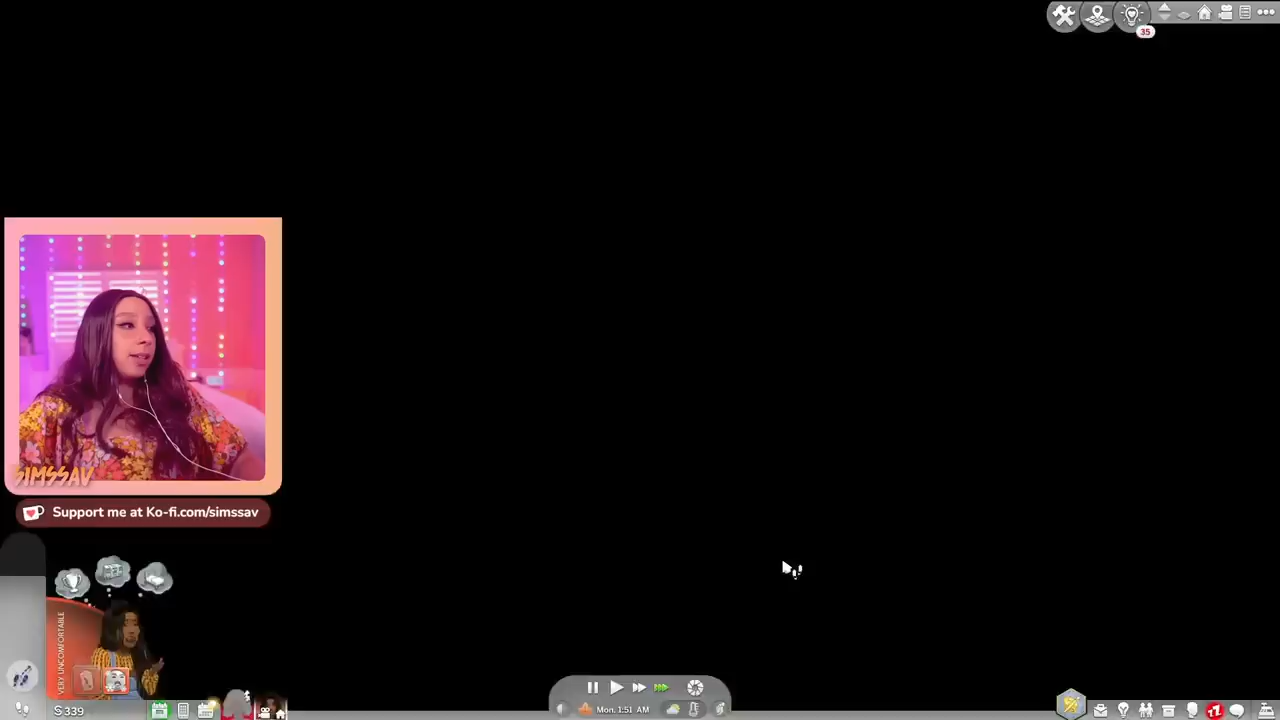 35
SIMSSAV
Support me at Ko-fi.com/simssav
VERY UNCOMFORTABLE
§339
Mon. 1:51 AM